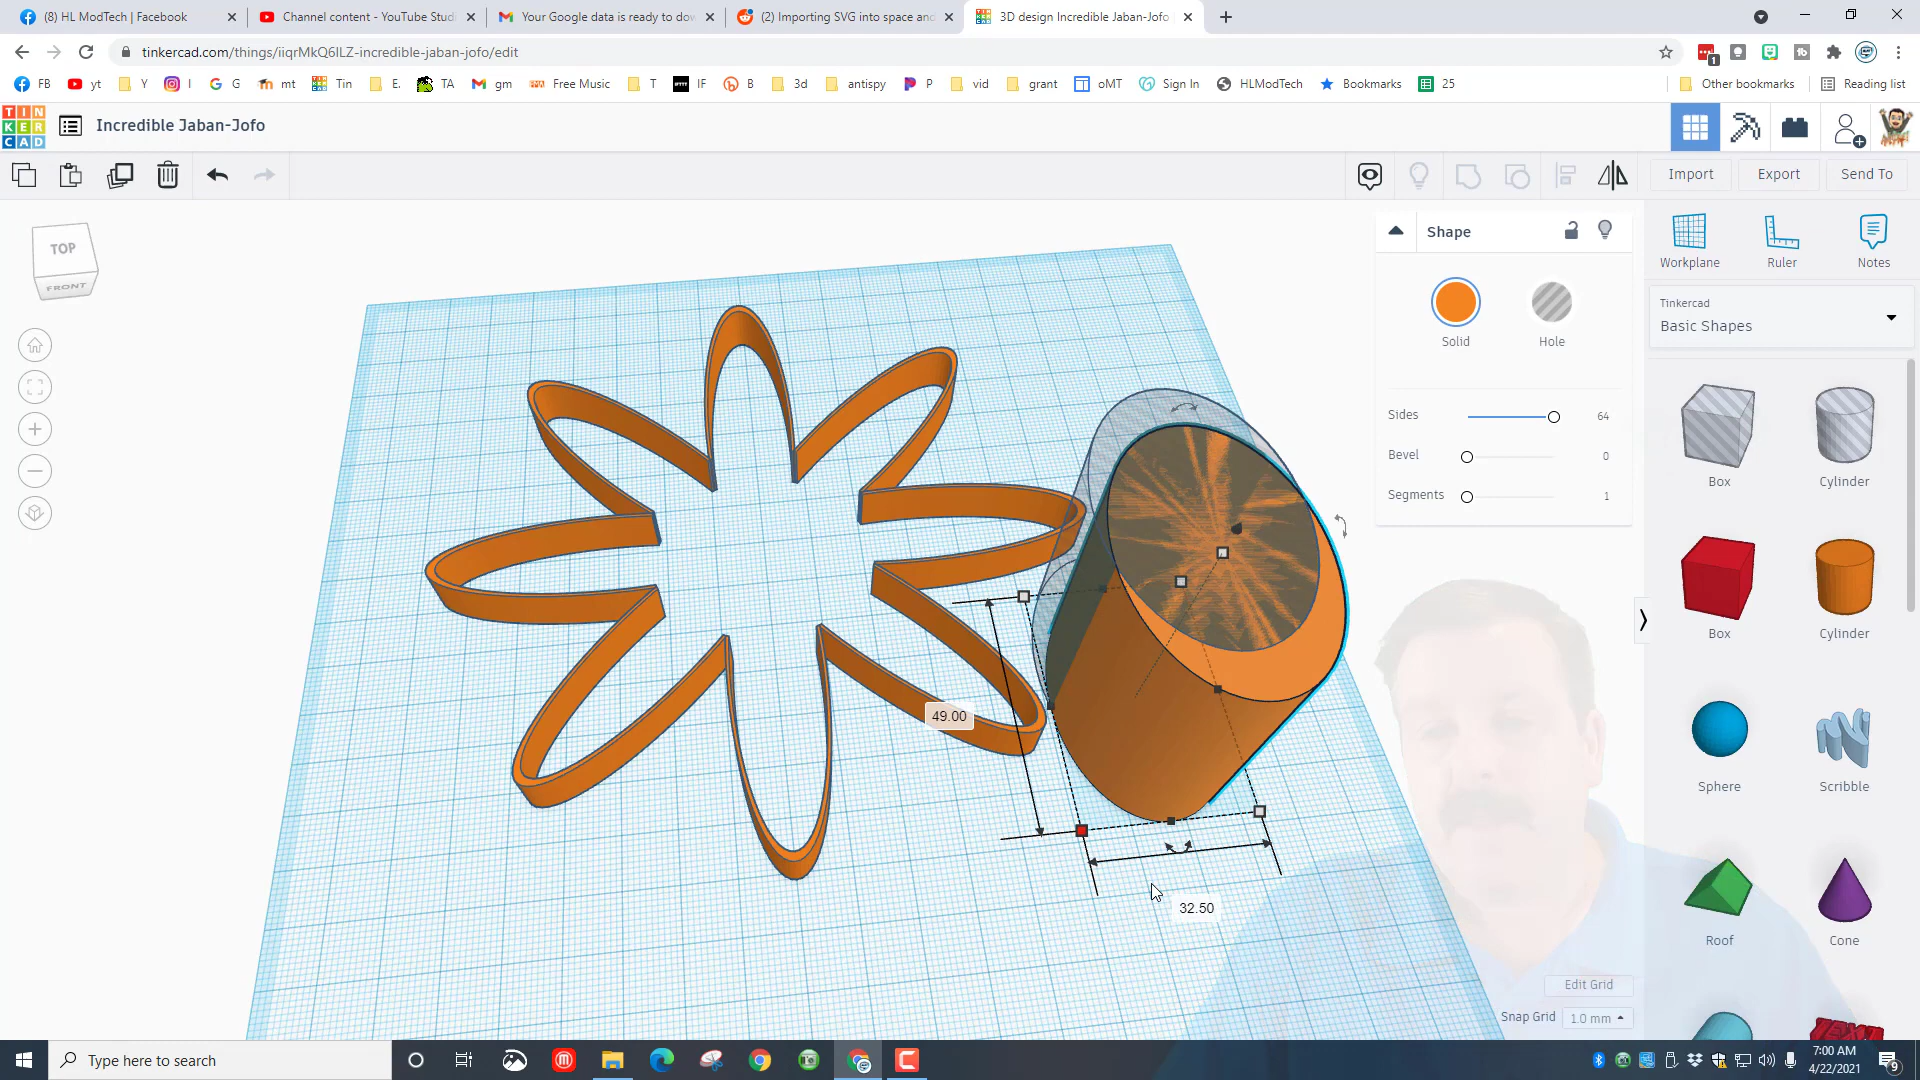 (8) HL ModTech | Facebook
Channel content - YouTube Studi
Your Google data is ready to dow
(2) Importing SVG into space and
3D design Incredible Jaban-Jofo
tinkercad.com/things/iiqrMkQ6ILZ-incredible-jaban-jofo/edit
FB yt Y I G mt Tin E. TA gm Free Music T IF B 3d antispy P vid grant oMT Sign In HLModTech Bookmarks 25 Other bookmarks Reading list
TIN
KER
CAD
Incredible Jaban-Jofo
Import Export Send To
TOP
FRONT
Shape
Solid Hole
Sides 64
Bevel 0
Segments 1
Workplane Ruler Notes
Tinkercad
Basic Shapes
Box Cylinder
Box Cylinder
Sphere Scribble
Roof Cone
TEXT
49.00
32.50
Edit Grid
Snap Grid 1.0 mm
Type here to search
7:00 AM
4/22/2021
9